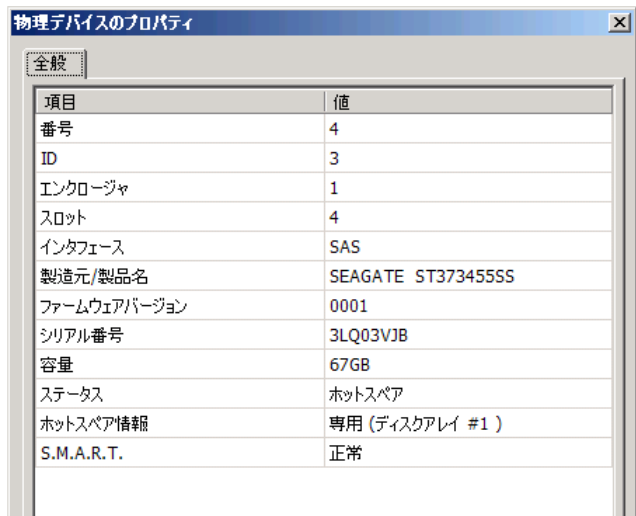 物理デバイスのプロパティ
全般
項目 値
番号 4
ID 3
エンクロージャ 1
スロット 4
インタフェース SAS
製造元/製品名 SEAGATE ST373455SS
ファームウェアバージョン 0001
シリアル番号 3LQ03VJB
容量 67GB
ステータス ホットスペア
ホットスペア情報 専用 (ディスクアレイ #1 )
S.M.A.R.T. 正常